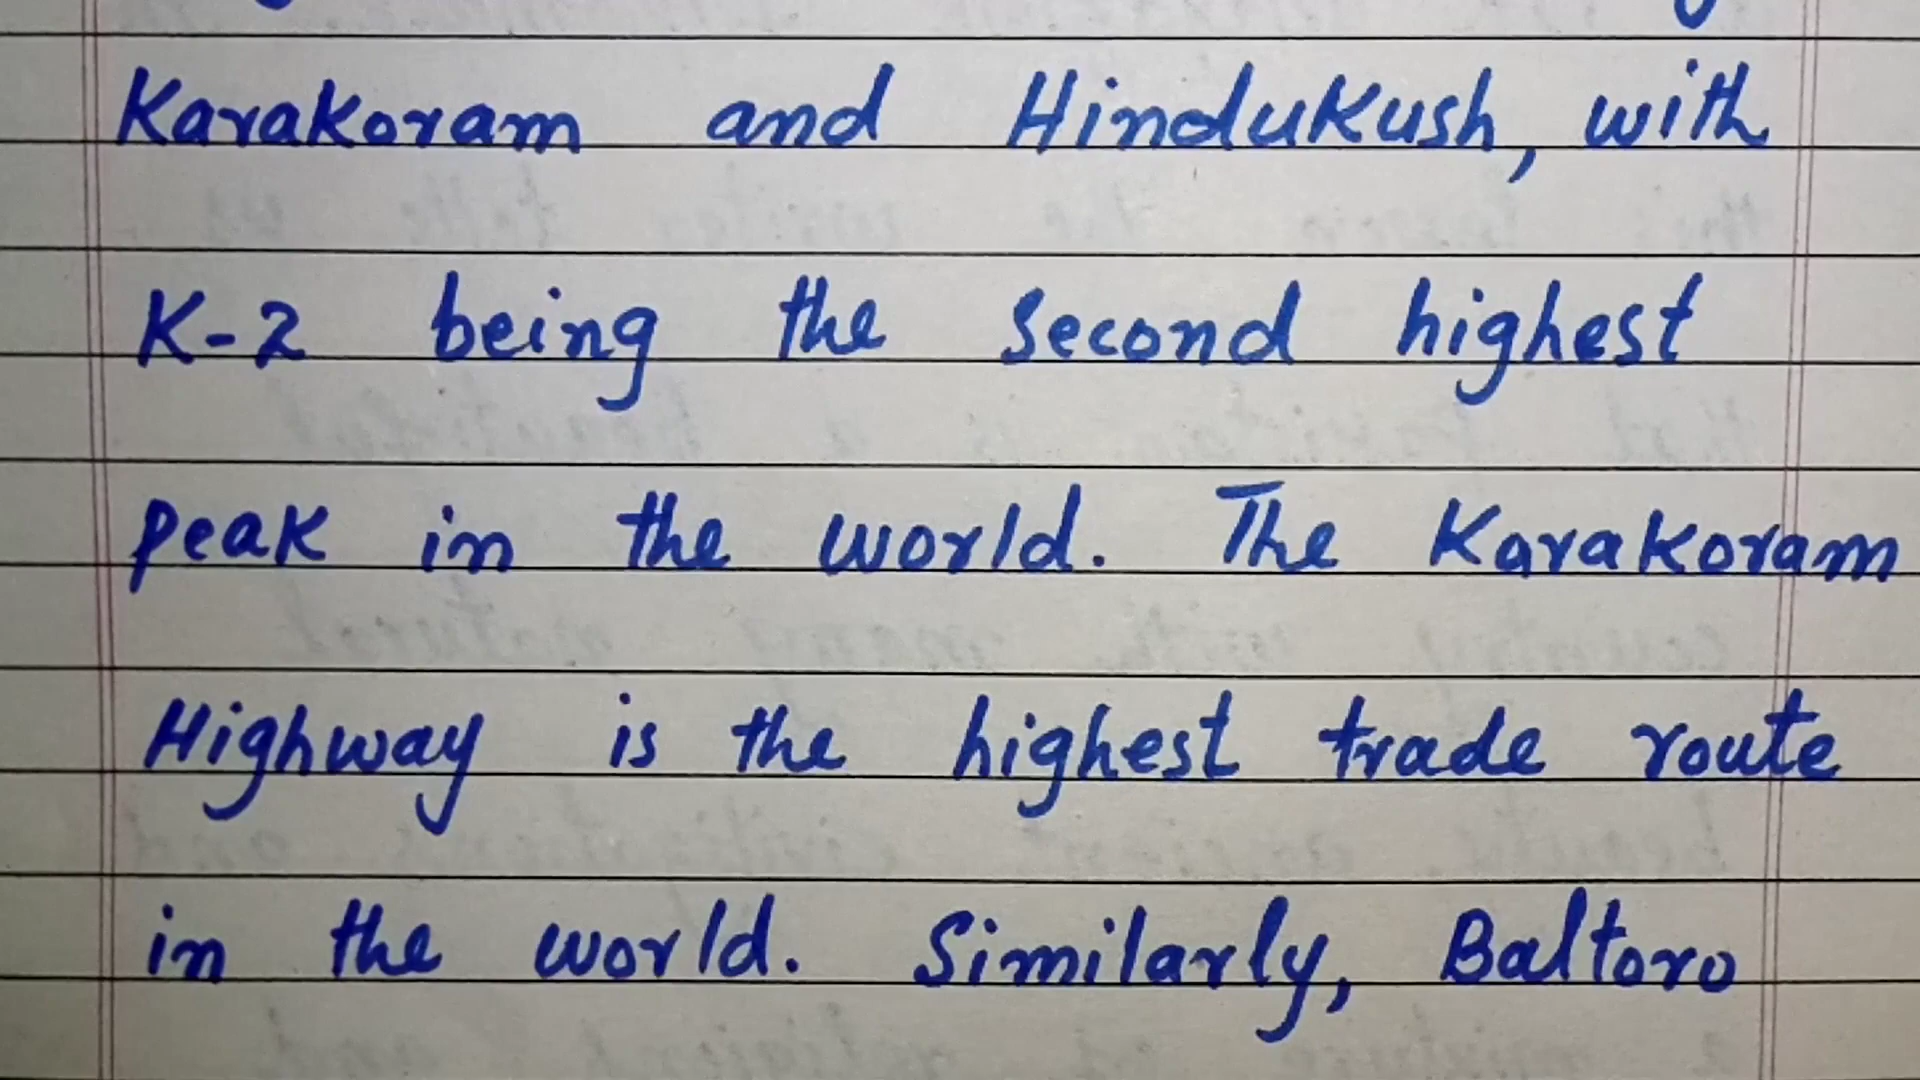 Karakoram and Hindukush, with
K-2 being the second highest
peak in the world. The Karakoram
Highway is the highest trade route
in the world. Similarly, Baltoro